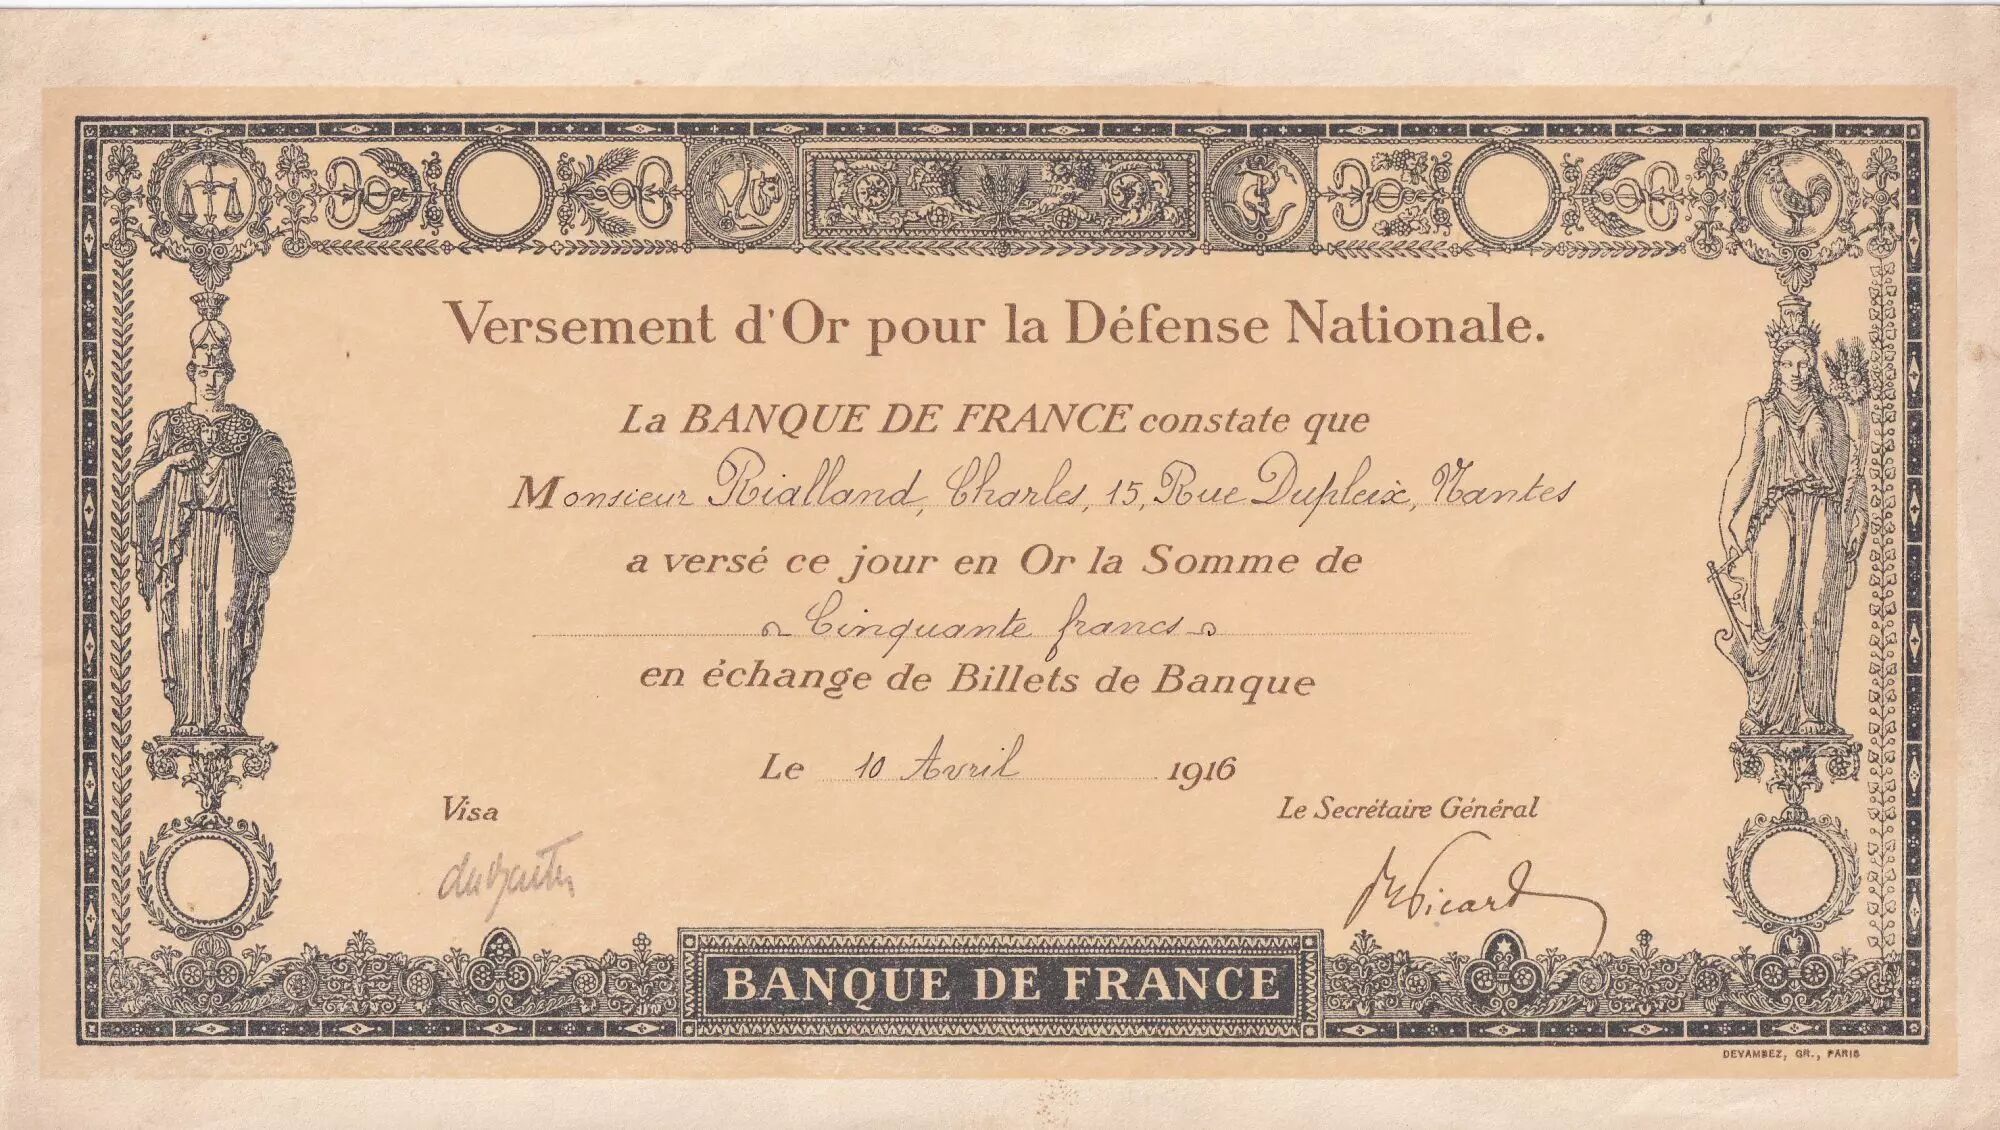 Versement d'Or pour la Défense Nationale.
La BANQUE DE FRANCE constate que
Monsieur Rialland, Charles, 15, Rue Dupleix, Nantes
a versé ce jour en Or la Somme de
Cinquante francs
en échange de Billets de Banque
Le 10 Avril 1916
Visa
Le Secrétaire Général
Picard
BANQUE DE FRANCE
DEVAMBEZ, GR., PARIS